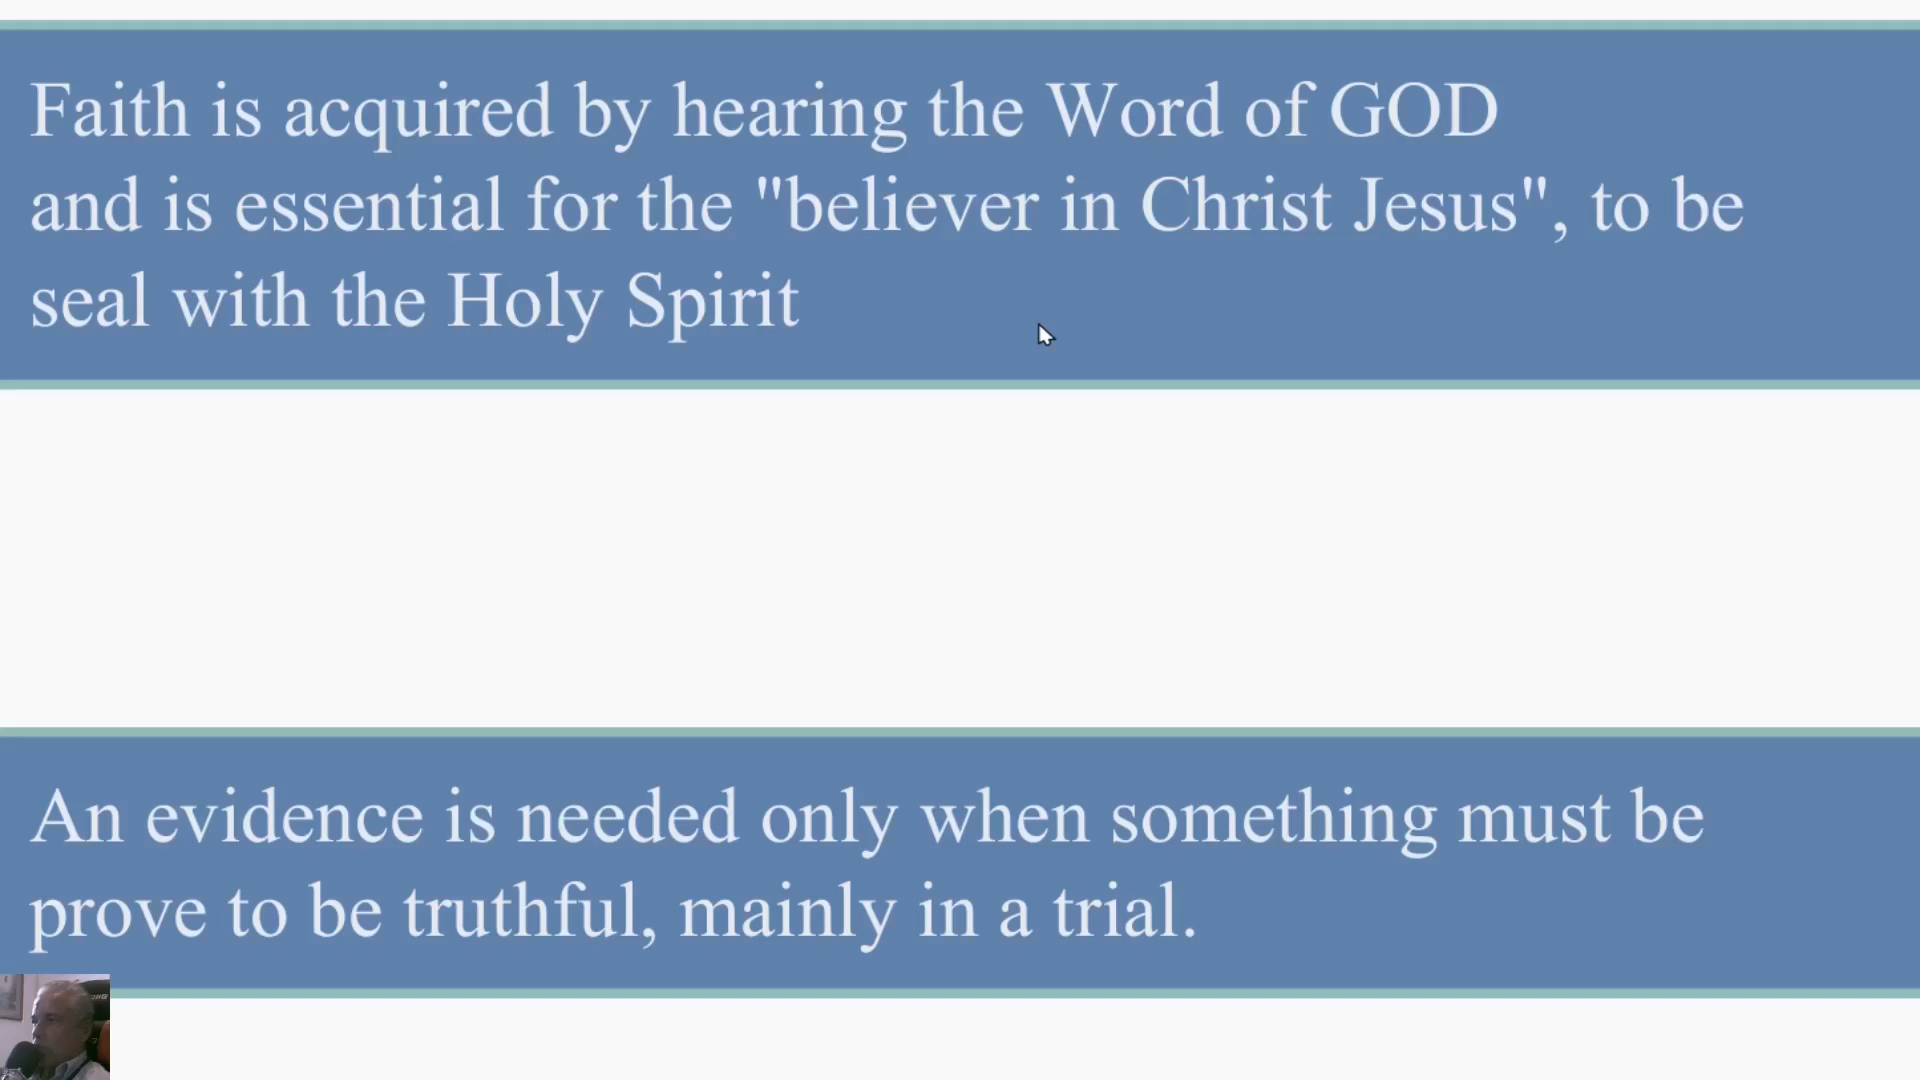 Faith is acquired by hearing the Word of GOD
and is essential for the "believer in Christ Jesus", to be
seal with the Holy Spirit
An evidence is needed only when something must be
prove to be truthful, mainly in a trial.